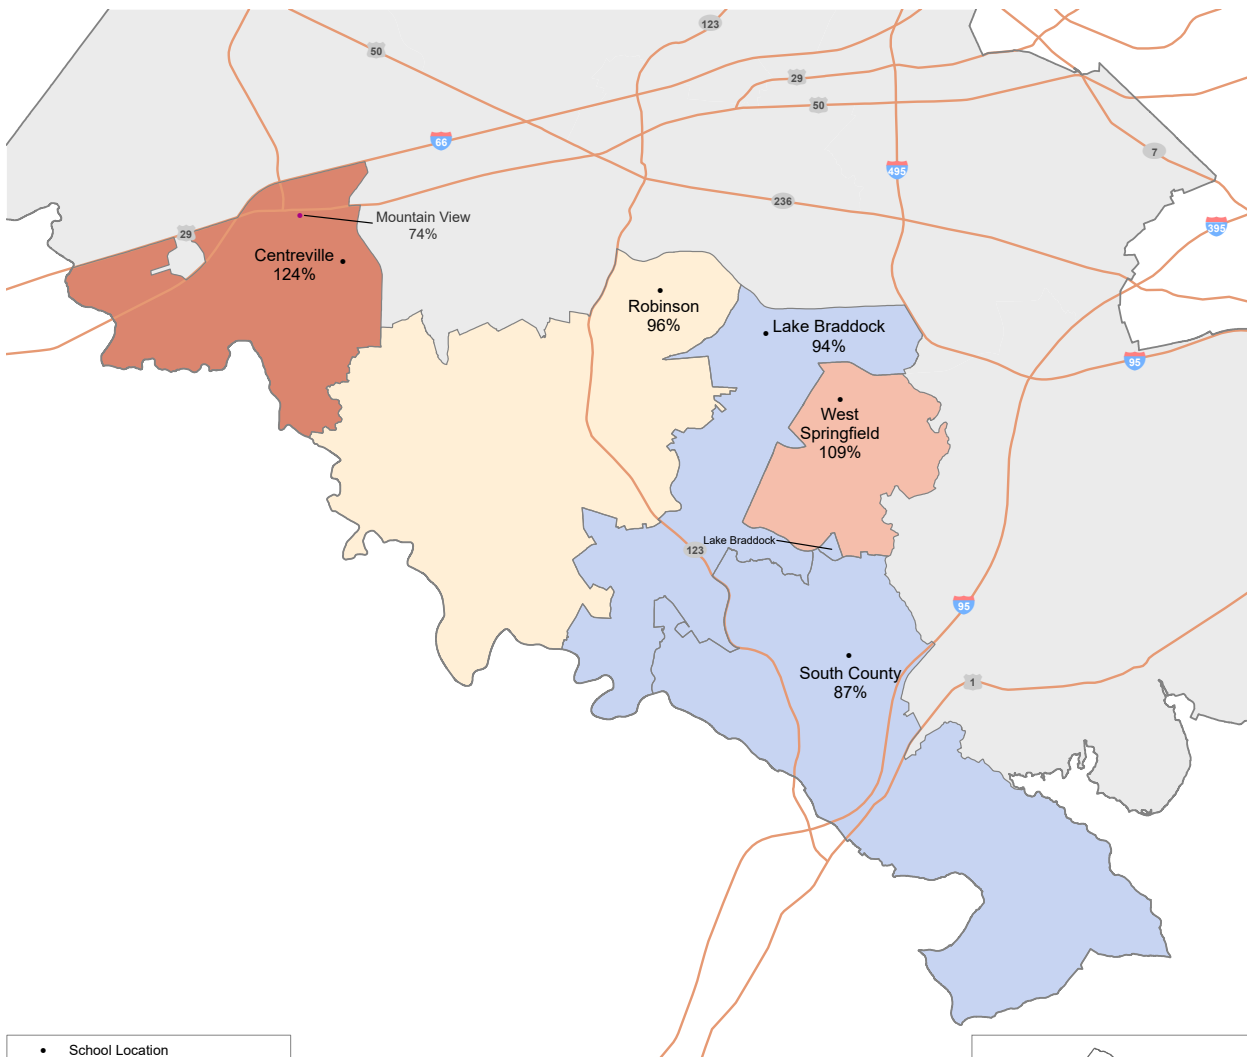 123
50
29
50
66
7
495
236
Mountain View
74%
395
29
Centreville
124%
Robinson
96%
Lake Braddock
94%
95
West
Springfield
109%
Lake Braddock
123
95
South County
87%
1
School Location